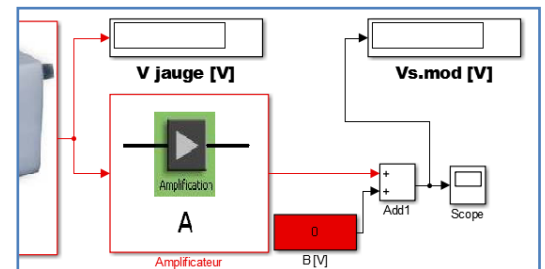 V jauge [V]
Vs.mod [V]
Amplification
A
Amplificateur
0
B [V]
+
+
Add1
Scope